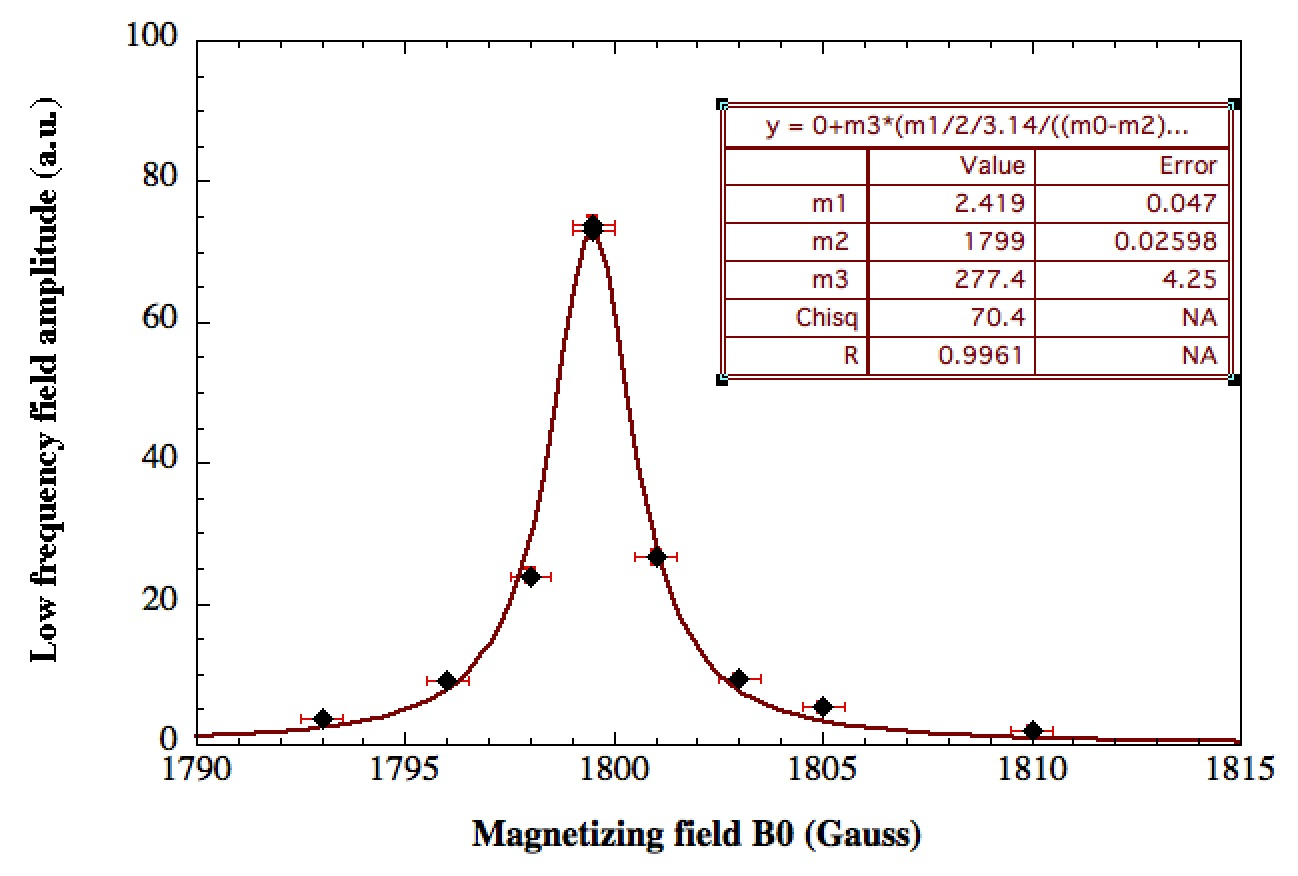 Low frequency field amplitude (a.u.)
100
80
60
40
20
0
y = 0+m3*(m1/2/3.14/((m0-m2)...
Value Error
m1 2.419 0.047
m2 1799 0.02598
m3 277.4 4.25
Chisq 70.4 NA
R 0.9961 NA
1790 1795 1800 1805 1810 1815
Magnetizing field B0 (Gauss)